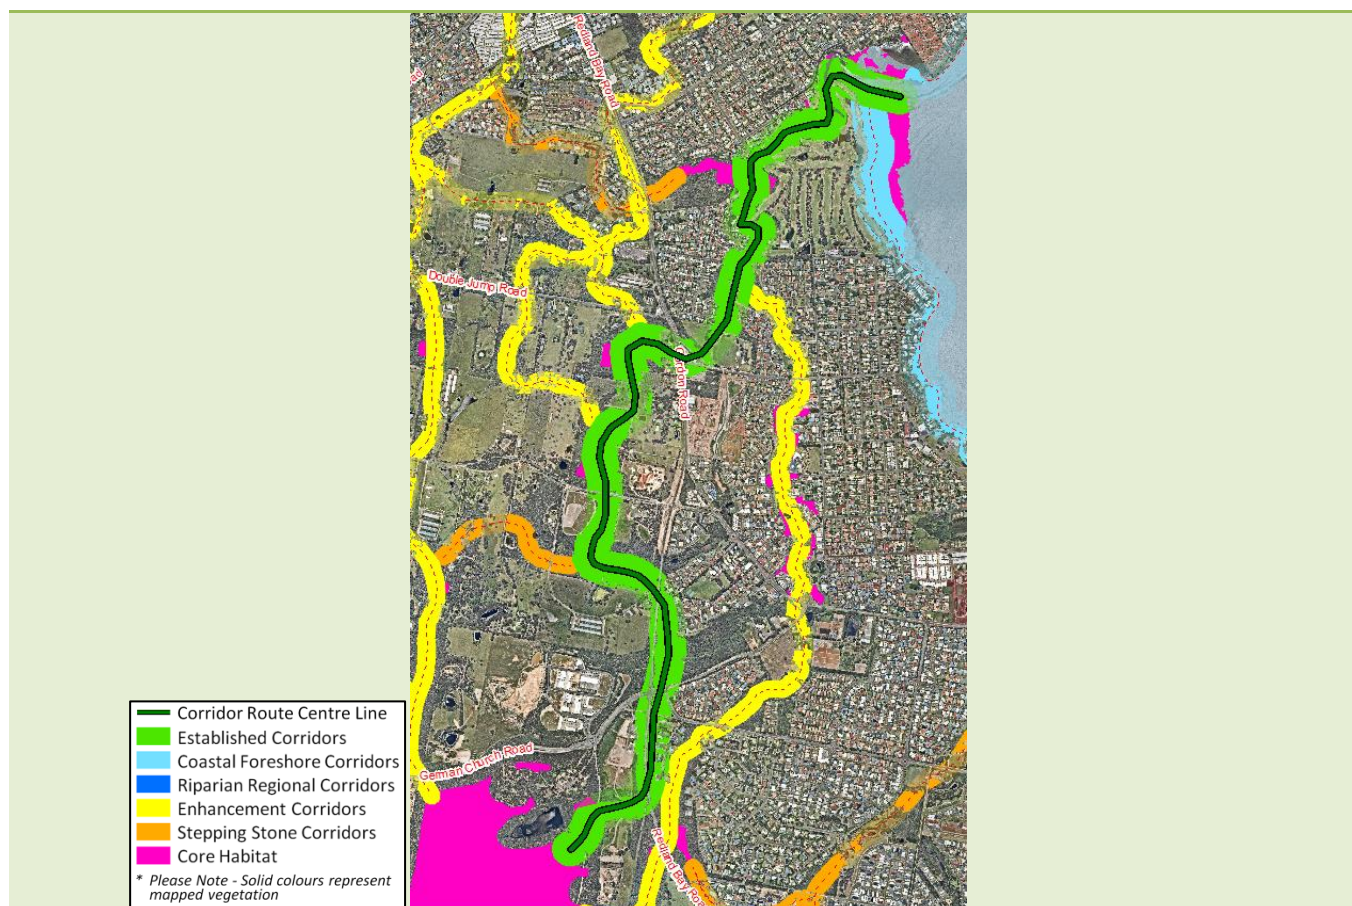 Redland Bay Road
Double Jump Road
Gordon Road
German Church Road
Redland Bay Road
Corridor Route Centre Line
Established Corridors
Coastal Foreshore Corridors
Riparian Regional Corridors
Enhancement Corridors
Stepping Stone Corridors
Core Habitat
* Please Note - Solid colours represent
mapped vegetation